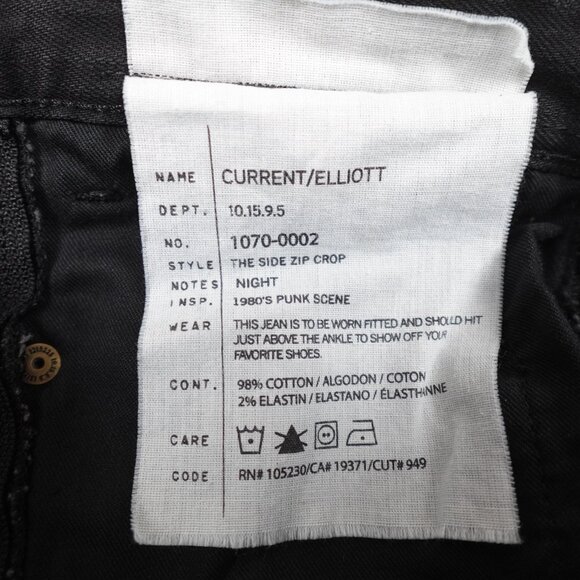 NAME CURRENT/ELLIOTT
DEPT. 10.15.9.5
NO. 1070-0002
STYLE THE SIDE ZIP CROP
NOTES NIGHT
INSP. 1980'S PUNK SCENE
WEAR THIS JEAN IS TO BE WORN FITTED AND SHOULD HIT
JUST ABOVE THE ANKLE TO SHOW OFF YOUR
FAVORITE SHOES.
CONT. 98% COTTON / ALGODON / COTON
2% ELASTIN / ELASTANO / ÉLASTHANNE
CARE
CODE RN# 105230/CA# 19371/CUT# 949